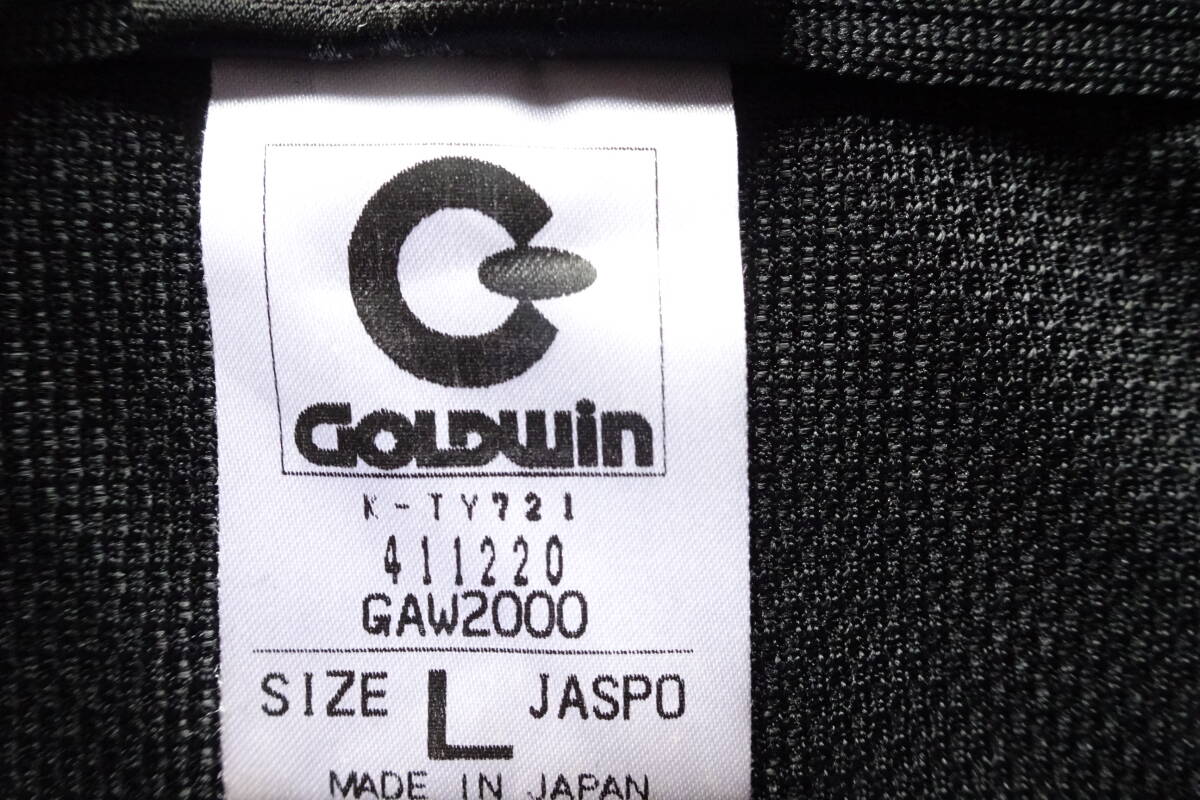 GOLDWin
K-TY721
411220
GAW2000
SIZE L JASPO
MADE IN JAPAN